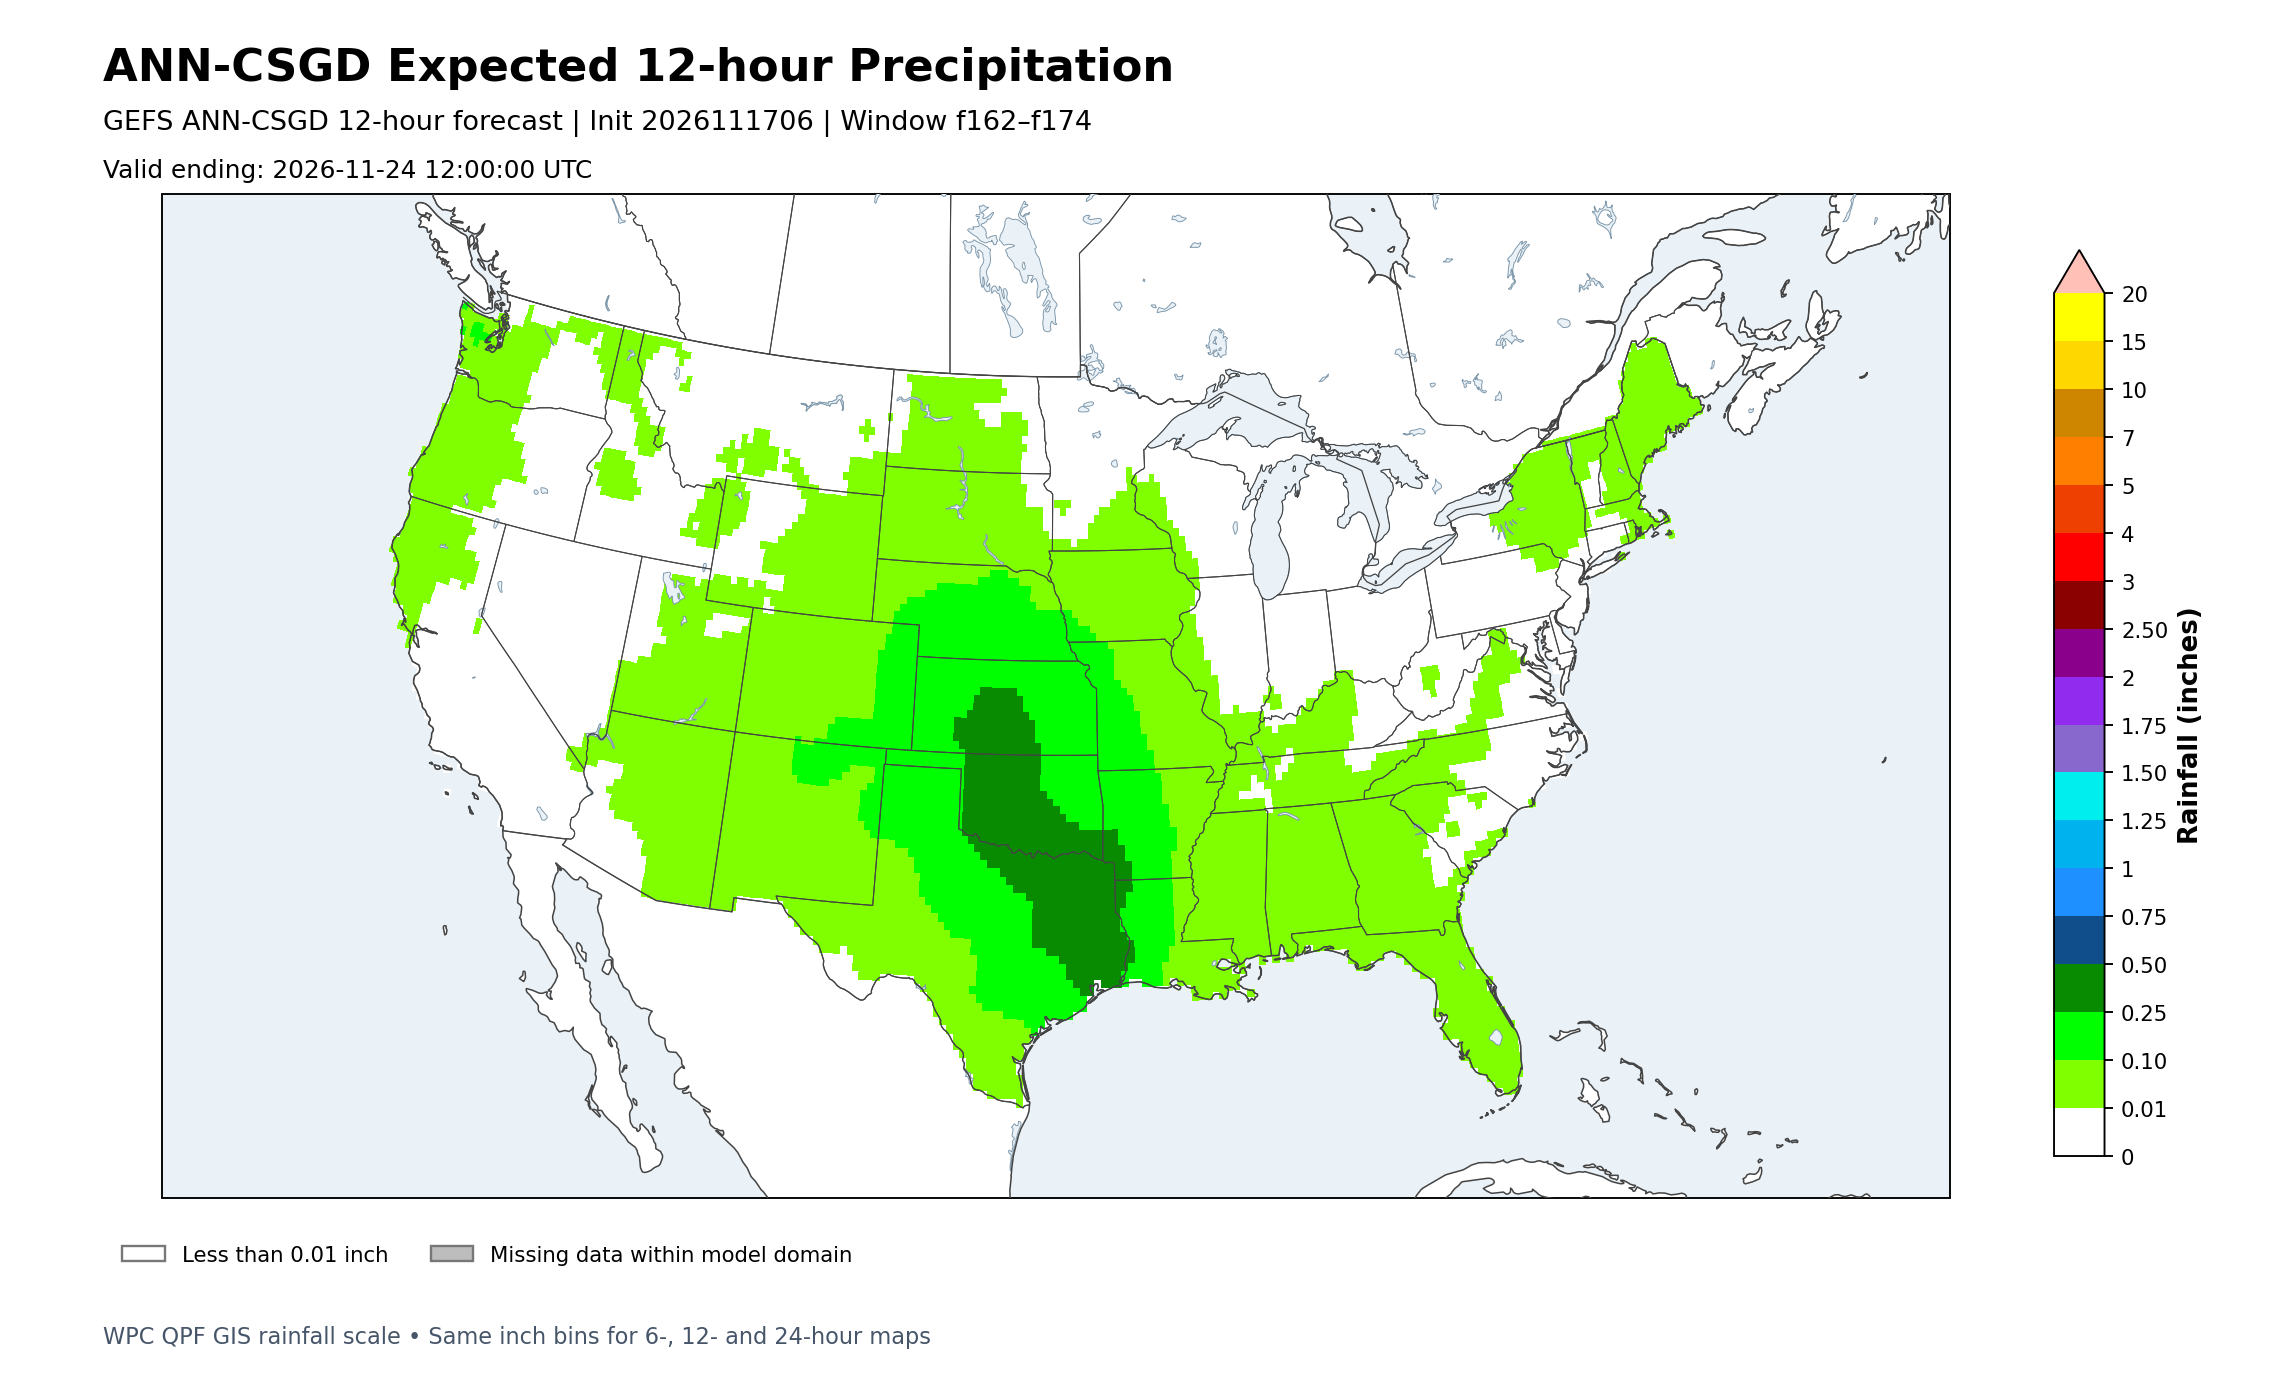 ANN-CSGD Expected 12-hour Precipitation
GEFS ANN-CSGD 12-hour forecast | Init 2026111706 | Window f162–f174
Valid ending: 2026-11-24 12:00:00 UTC
20
15
10
7
5
4
3
2.50
2
1.75
1.50
1.25
1
0.75
0.50
0.25
0.10
0.01
0
Rainfall (inches)
Less than 0.01 inch
Missing data within model domain
WPC QPF GIS rainfall scale • Same inch bins for 6-, 12- and 24-hour maps